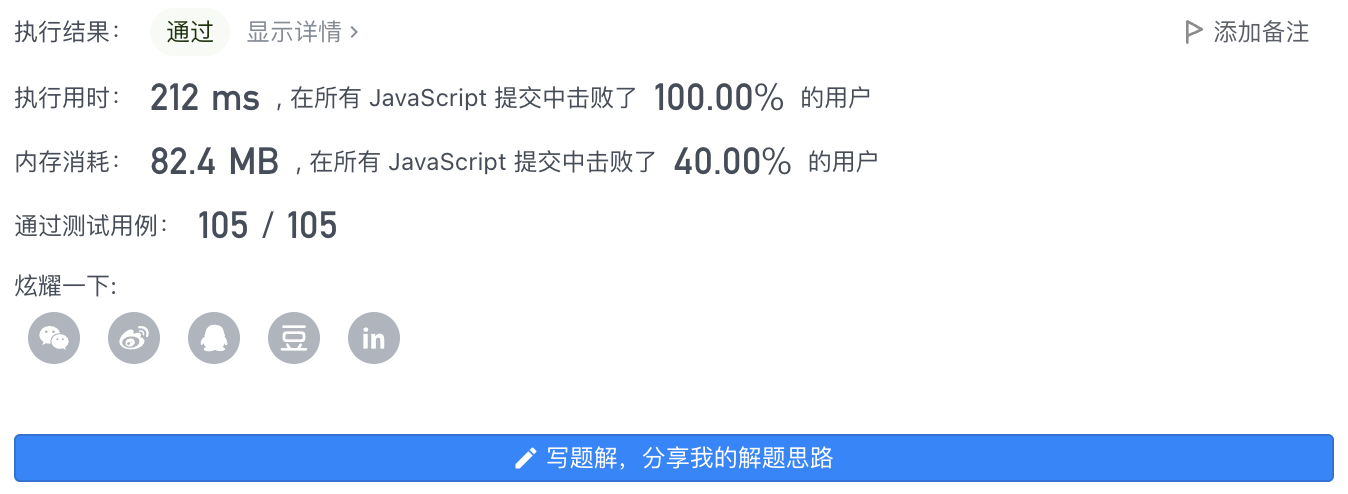 执行结果： 通过 显示详情 › 添加备注
执行用时： 212 ms , 在所有 JavaScript 提交中击败了 100.00% 的用户
内存消耗： 82.4 MB , 在所有 JavaScript 提交中击败了 40.00% 的用户
通过测试用例： 105 / 105
炫耀一下:
豆 in
写题解，分享我的解题思路